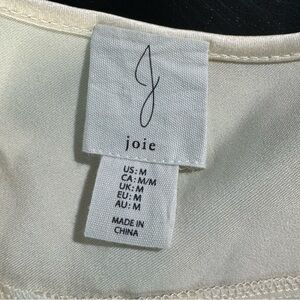 J
joie
US: M
CA: M/M
UK: M
EU: M
AU: M
MADE IN
CHINA